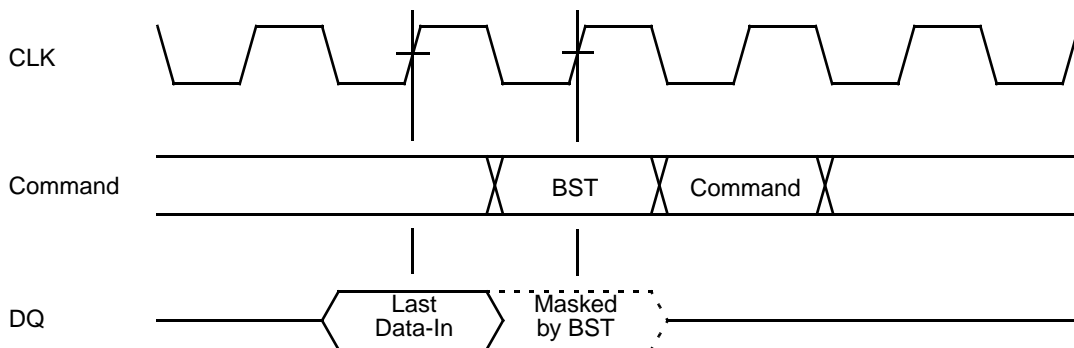 CLK
Command
BST
Command
DQ
Last
Data-In
Masked
by BST